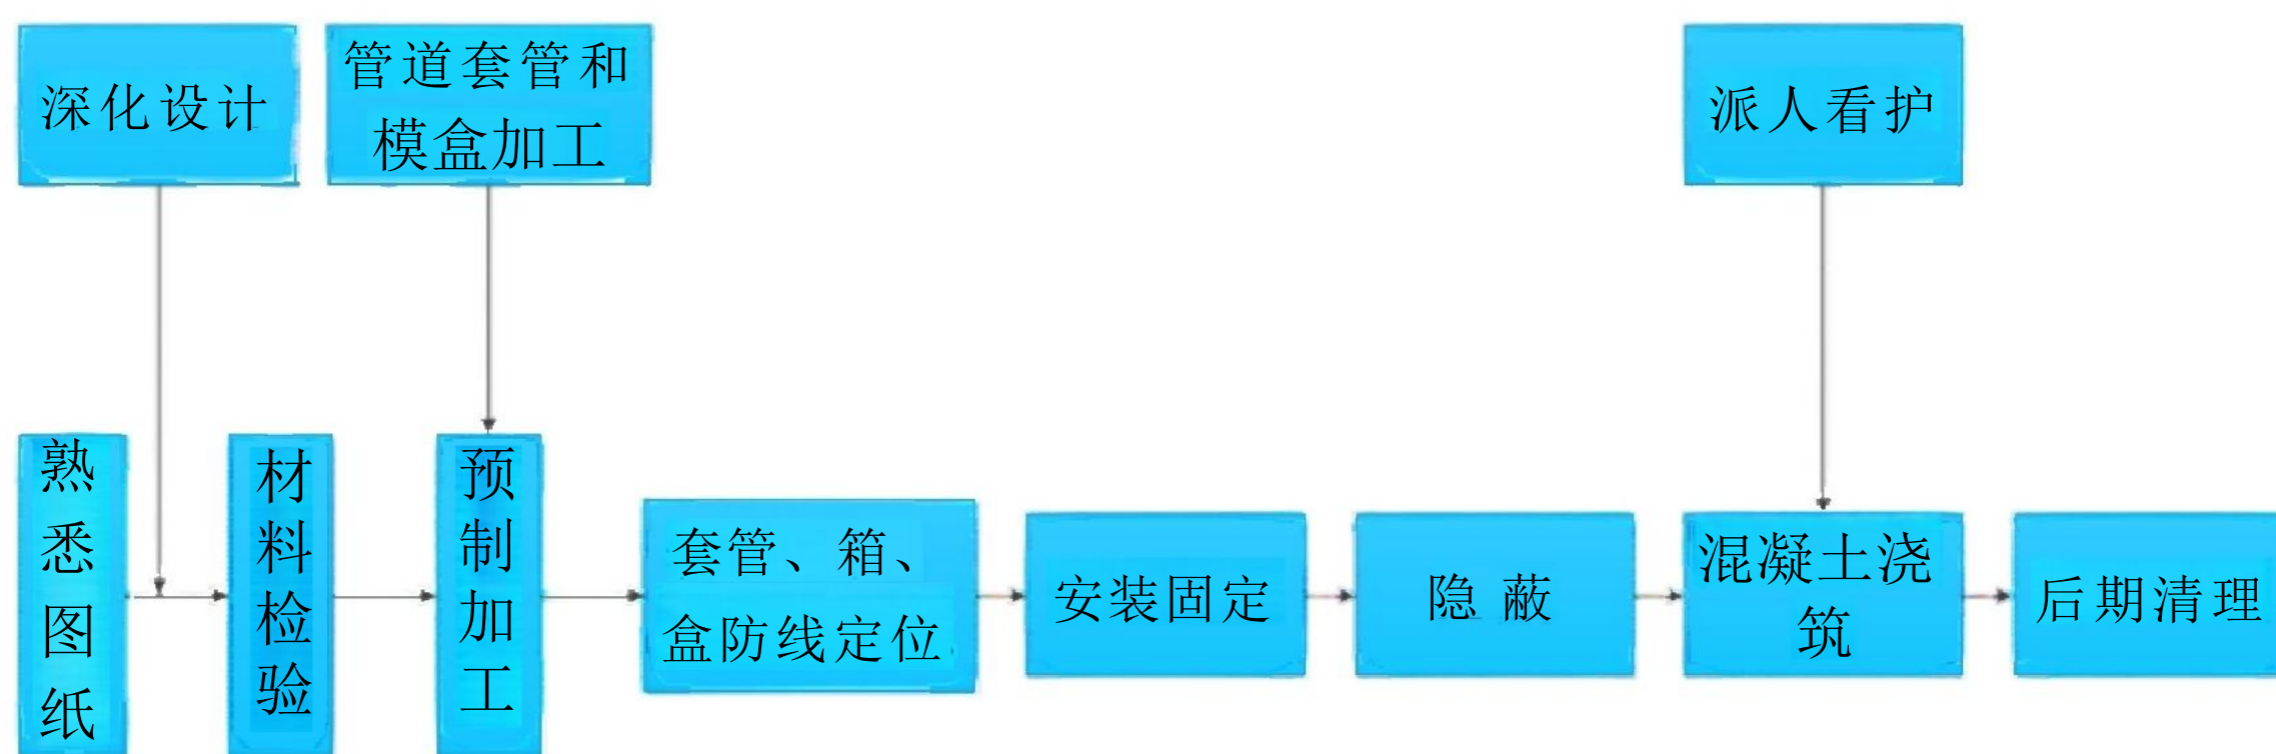 深化设计
管道套管和
模盒加工
派人看护
熟悉图纸
材料检验
预制加工
套管、箱、
盒防线定位
安装固定
隐蔽
混凝土浇
筑
后期清理